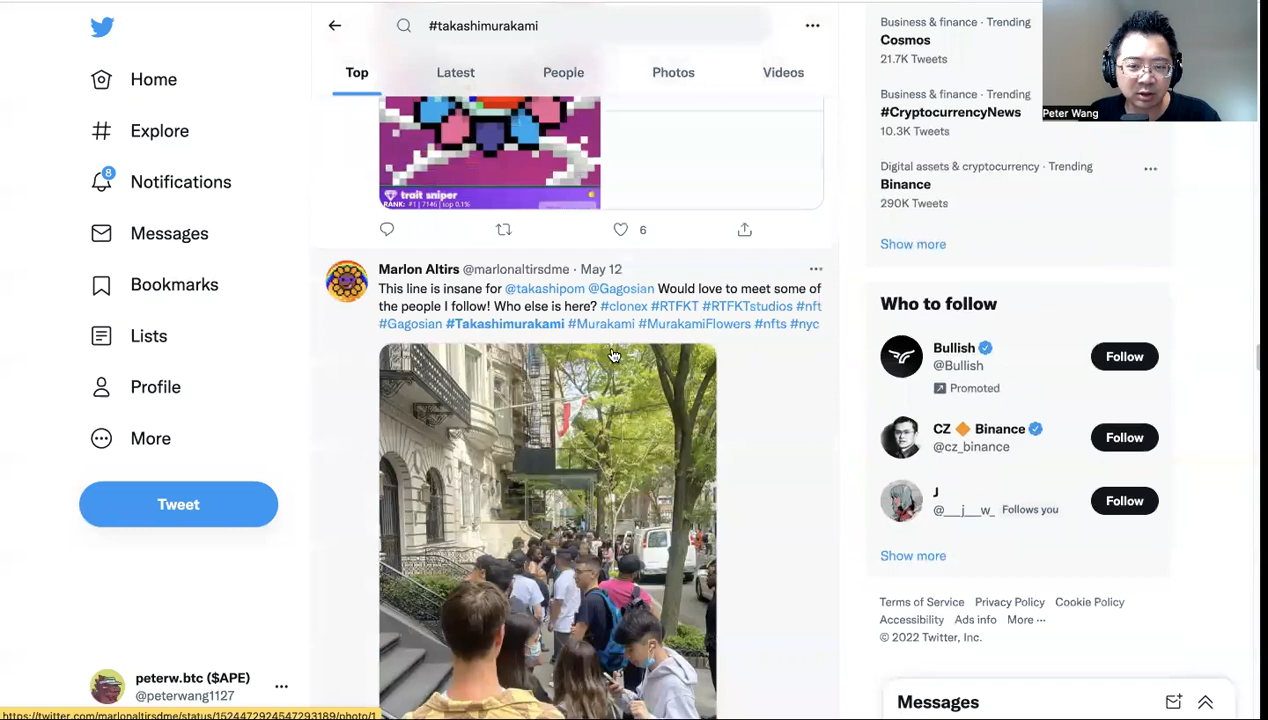 Home
Explore
8
Notifications
Messages
Bookmarks
Lists
Profile
More
Tweet
peterw.btc ($APE)
@peterwang1127
https://twitter.com/marlonaltirsdme/status/1524472924547293189/photo/1
#takashimurakami
Top
Latest
People
Photos
Videos
trait sniper
RANK: #1 | 7146 | top 0.1%
6
Marlon Altirs @marlonaltirsdme · May 12
This line is insane for @takashipom @Gagosian Would love to meet some of
the people I follow! Who else is here? #clonex #RTFKT #RTFKTstudios #nft
#Gagosian #Takashimurakami #Murakami #MurakamiFlowers #nfts #nyc
Business & finance · Trending
Cosmos
21.7K Tweets
Business & finance · Trending
#CryptocurrencyNews
10.3K Tweets
Digital assets & cryptocurrency · Trending
Binance
290K Tweets
Show more
Who to follow
Bullish
@Bullish
Promoted
Follow
CZ Binance
@cz_binance
Follow
J
@__j__w_ Follows you
Follow
Show more
Terms of Service Privacy Policy Cookie Policy
Accessibility Ads info More ···
© 2022 Twitter, Inc.
Messages
Peter Wang